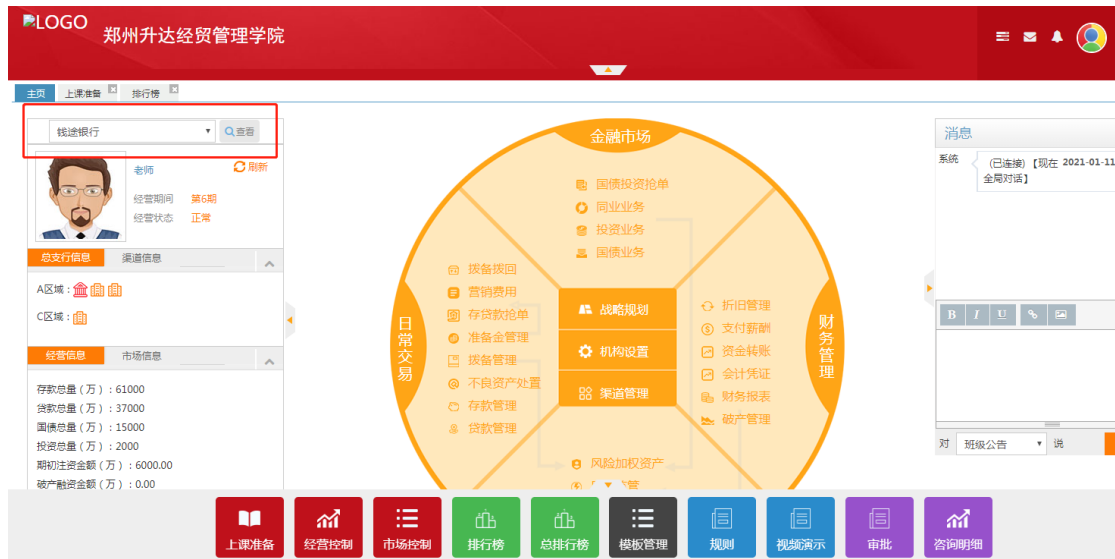 LOGO
郑州升达经贸管理学院
主页 上课准备 排行榜
钱途银行 查看
老师 刷新
经营期间 第6期
经营状态 正常
总支行信息 渠道信息
A区域：
C区域：
经营信息 市场信息
存款总量（万）：61000
贷款总量（万）：37000
国债总量（万）：15000
投资总量（万）：2000
期初注资金额（万）：6000.00
破产融资金额（万）：0.00
金融市场
国债投资抢单
同业业务
投资业务
国债业务
日常交易
拨备拨回
营销费用
存贷款抢单
准备金管理
拨备管理
不良资产处置
存款管理
贷款管理
战略规划
机构设置
渠道管理
财务管理
折旧管理
支付薪酬
资金转账
会计凭证
财务报表
破产管理
风险加权资产
消息
系统 (已连接)【现在 2021-01-11
全局对话】
B I U
对 班级公告 说
上课准备 经营控制 市场控制 排行榜 总排行榜 模板管理 规则 视频演示 审批 咨询明细